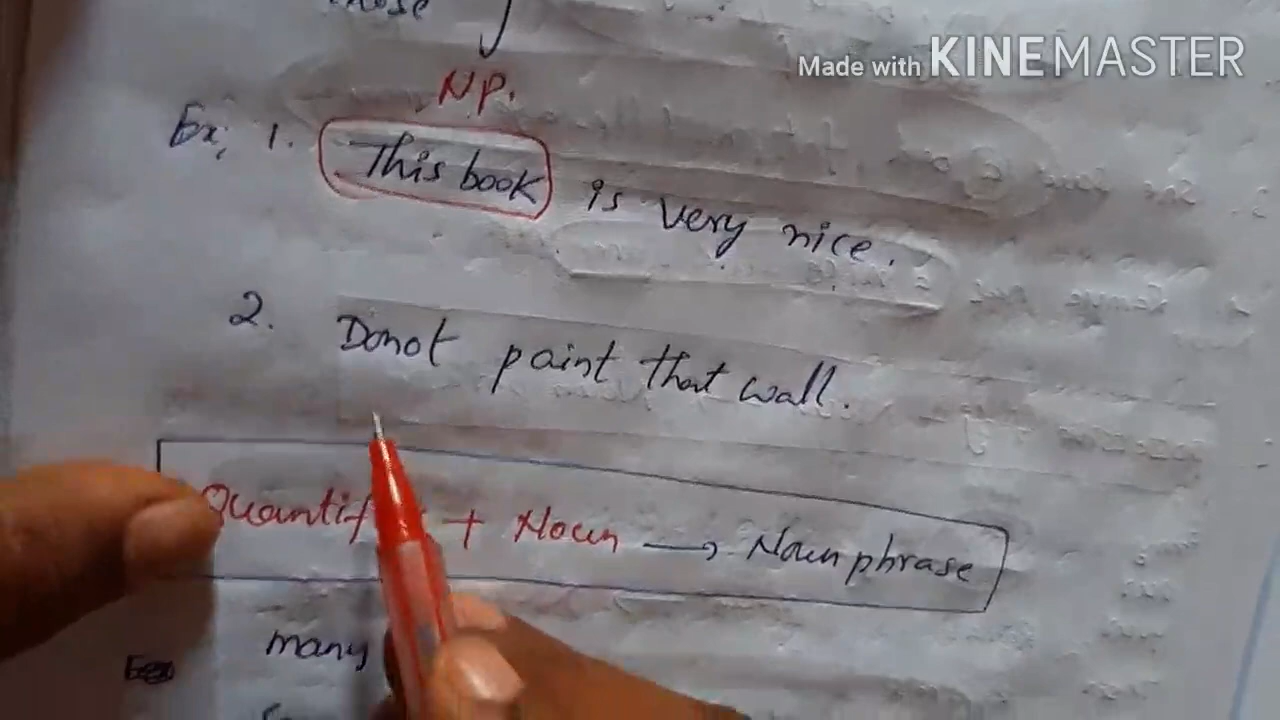 Made with KINEMASTER
NP.
Ex, 1. This book is very nice.
2. Donot paint that wall.
+ Noun → Noun phrase
many